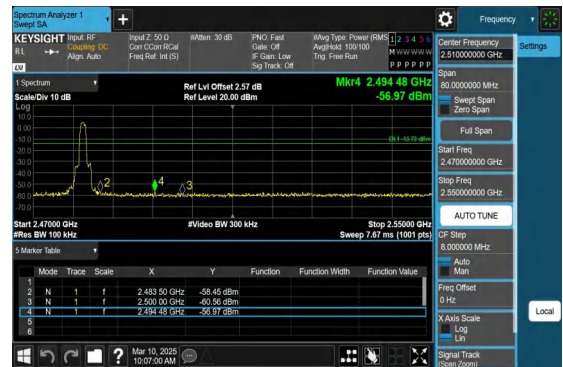 Spectrum Analyzer 1
Swept SA
Frequency
KEYSIGHT
RL
LXI
Input: RF
Coupling: DC
Align: Auto
Input Z: 50 Ω
Corr CCorr RCal
Freq Ref: Int (S)
#Atten: 30 dB
PNO: Fast
Gate: Off
IF Gain: Low
Sig Track: Off
#Avg Type: Power (RMS
Avg|Hold: 100/100
Trig: Free Run
1 2 3 4 5 6
M W W W W W
P P P P P P
1 Spectrum
Scale/Div 10 dB
Ref Lvl Offset 2.57 dB
Ref Level 20.00 dBm
Mkr4 2.494 48 GHz
-56.97 dBm
Log
10.0
0.00
-10.0
-20.0
-30.0
-40.0
-50.0
-60.0
-70.0
DL1 -13.72 dBm
2
4
3
Start 2.47000 GHz
#Res BW 100 kHz
#Video BW 300 kHz
Stop 2.55000 GHz
Sweep 7.67 ms (1001 pts)
5 Marker Table
Mode Trace Scale X Y Function Function Width Function Value
1
2 N 1 f 2.483 50 GHz -58.45 dBm
3 N 1 f 2.500 00 GHz -60.56 dBm
4 N 1 f 2.494 48 GHz -56.97 dBm
5
6
Mar 10, 2025
10:07:00 AM
Center Frequency
2.510000000 GHz
Settings
Span
80.0000000 MHz
Swept Span
Zero Span
Full Span
Start Freq
2.470000000 GHz
Stop Freq
2.550000000 GHz
AUTO TUNE
CF Step
8.000000 MHz
Auto
Man
Freq Offset
0 Hz
Local
X Axis Scale
Log
Lin
Signal Track
(Span Zoom)